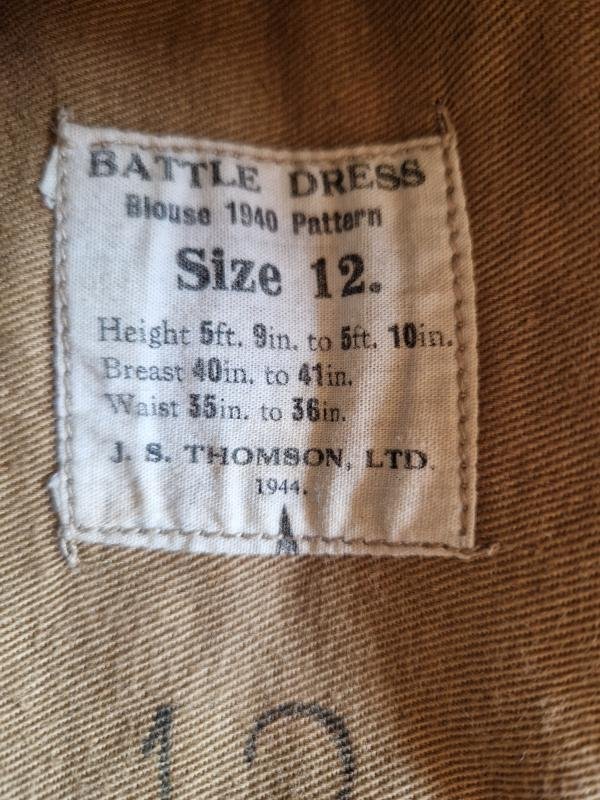 BATTLE DRESS
Blouse 1940 Pattern
Size 12.
Height 5ft. 9in. to 5ft. 10in.
Breast 40in. to 41in.
Waist 35in. to 36in.
J. S. THOMSON, LTD.
1944.
12